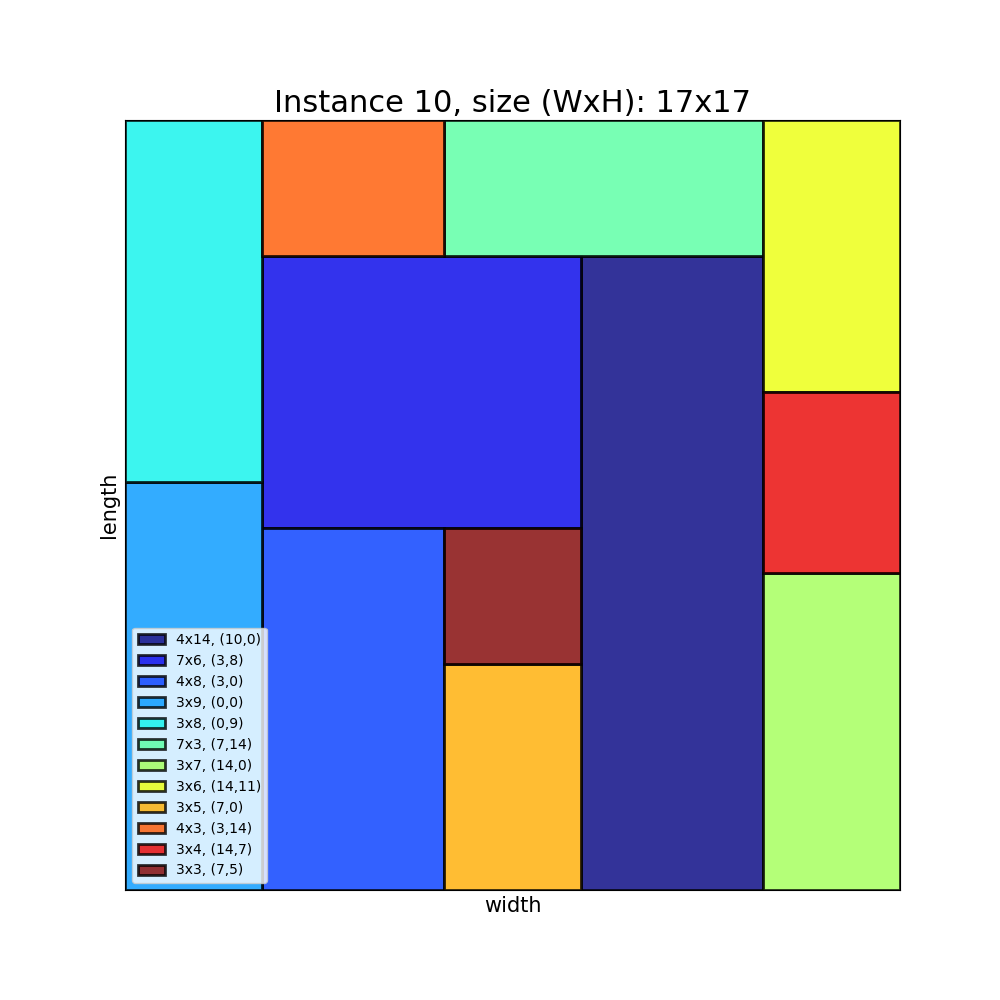 Instance 10, size (WxH): 17x17
length
4x14, (10,0)
7x6, (3,8)
4x8, (3,0)
3x9, (0,0)
3x8, (0,9)
7x3, (7,14)
3x7, (14,0)
3x6, (14,11)
3x5, (7,0)
4x3, (3,14)
3x4, (14,7)
3x3, (7,5)
width